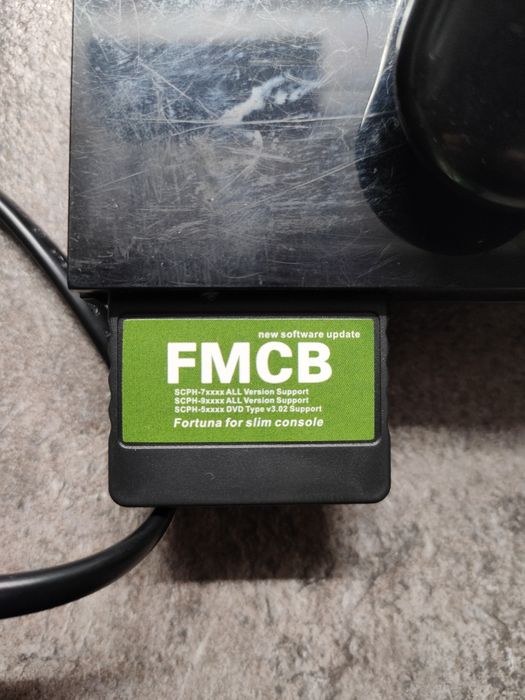 new software update
FMCB
SCPH-7xxxx ALL Version Support
SCPH-9xxxx ALL Version Support
SCPH-5xxxx DVD Type v3.02 Support
Fortuna for slim console